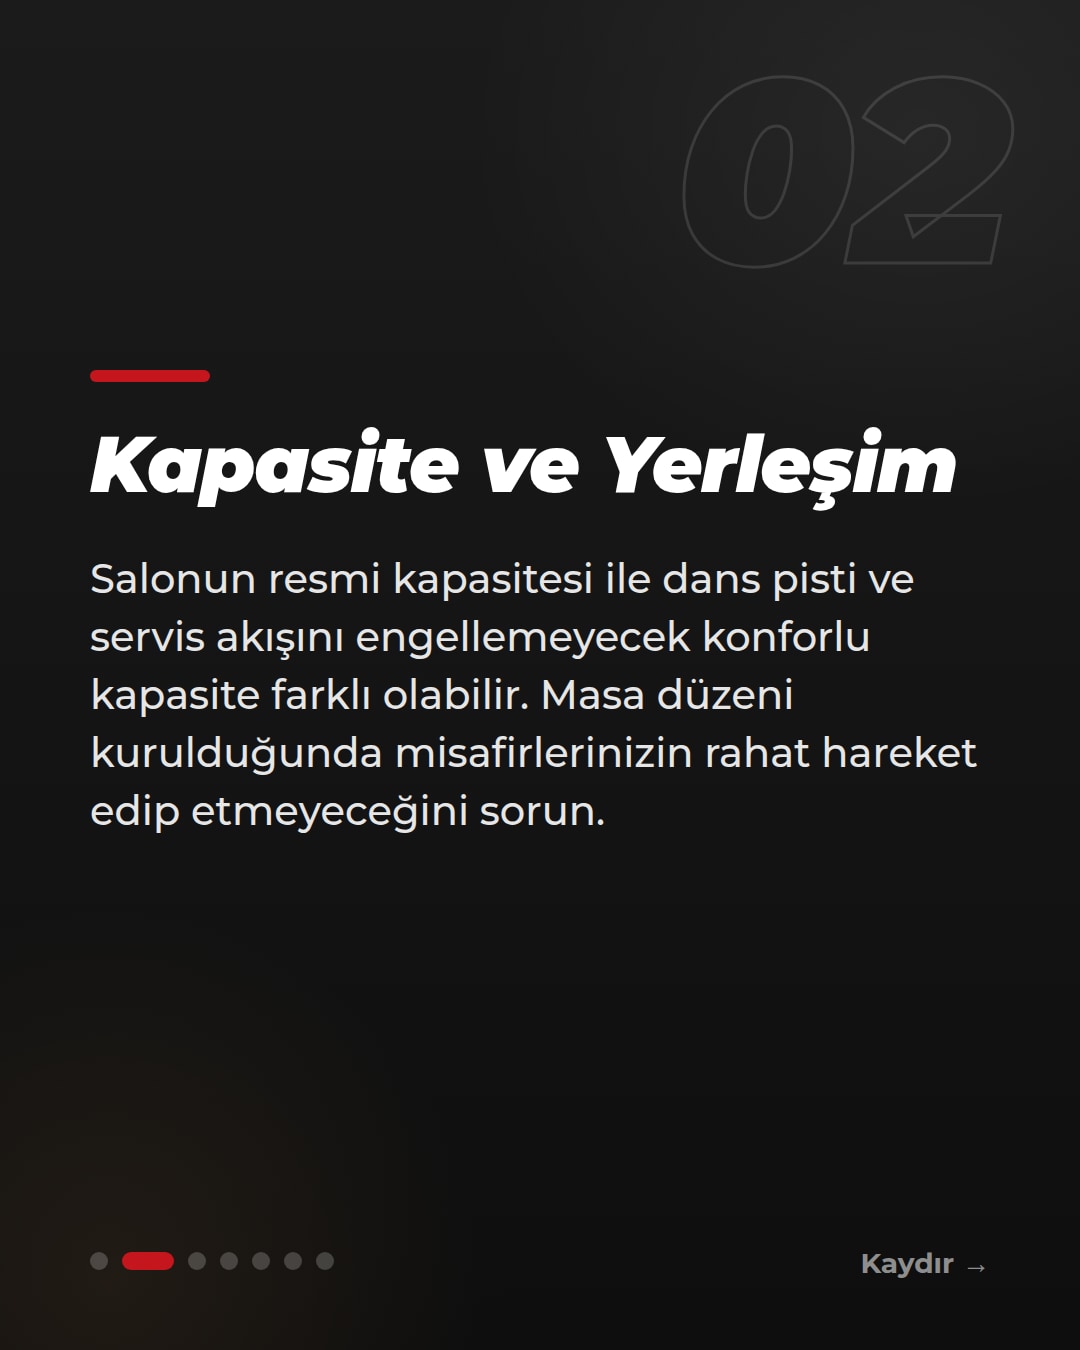 02
Kapasite ve Yerleşim
Salonun resmi kapasitesi ile dans pisti ve
servis akışını engellemeyecek konforlu
kapasite farklı olabilir. Masa düzeni
kurulduğunda misafirlerinizin rahat hareket
edip etmeyeceğini sorun.
Kaydır →